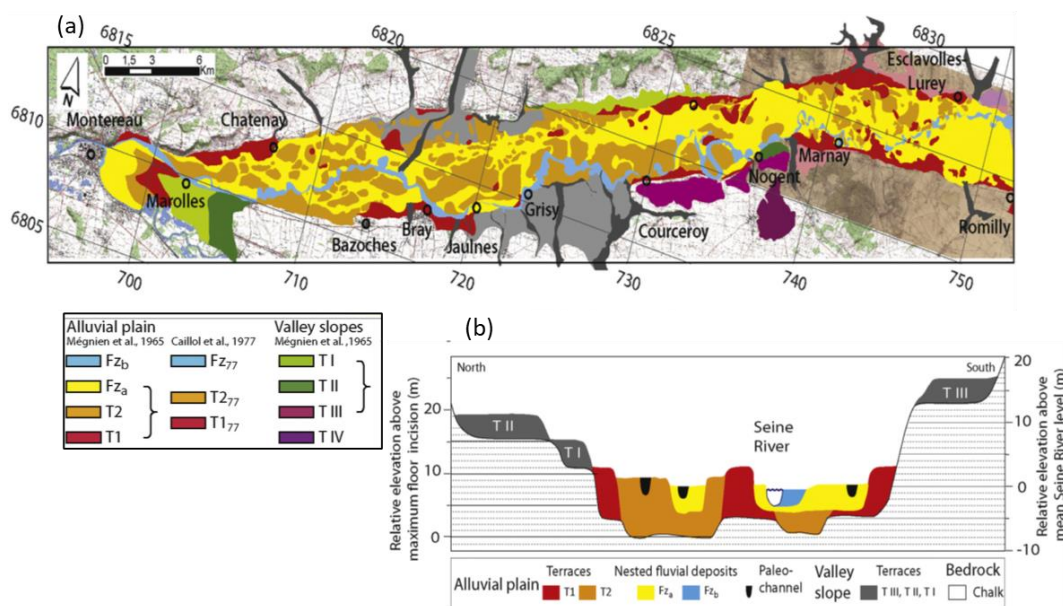 (a)
6815
6820
6825
6830
0 1,5 3 6
Km
N
6810
6805
Montereau
Chatenay
Marolles
Bazoches
Bray
Jaulnes
Grisy
Courceroy
Nogent
Marnay
Esclavolles-
Lurey
Romilly
700
710
720
730
740
750
Alluvial plain
Mégnien et al., 1965
Caillol et al., 1977
Valley slopes
Mégnien et al. ,1965
Fzb
Fz77
T I
Fza
T II
T2
T277
T III
T1
T177
T IV
(b)
North
South
Relative elevation above
maximum floor incision (m)
20
10
0
T II
T I
Seine
River
T III
20
10
0
-10
Relative elevation above
mean Seine River level (m)
Alluvial plain
Terraces
T1 T2
Nested fluvial deposits
Fza Fzb
Paleo-
channel
Valley
slope
Terraces
T III, T II, T I
Bedrock
Chalk